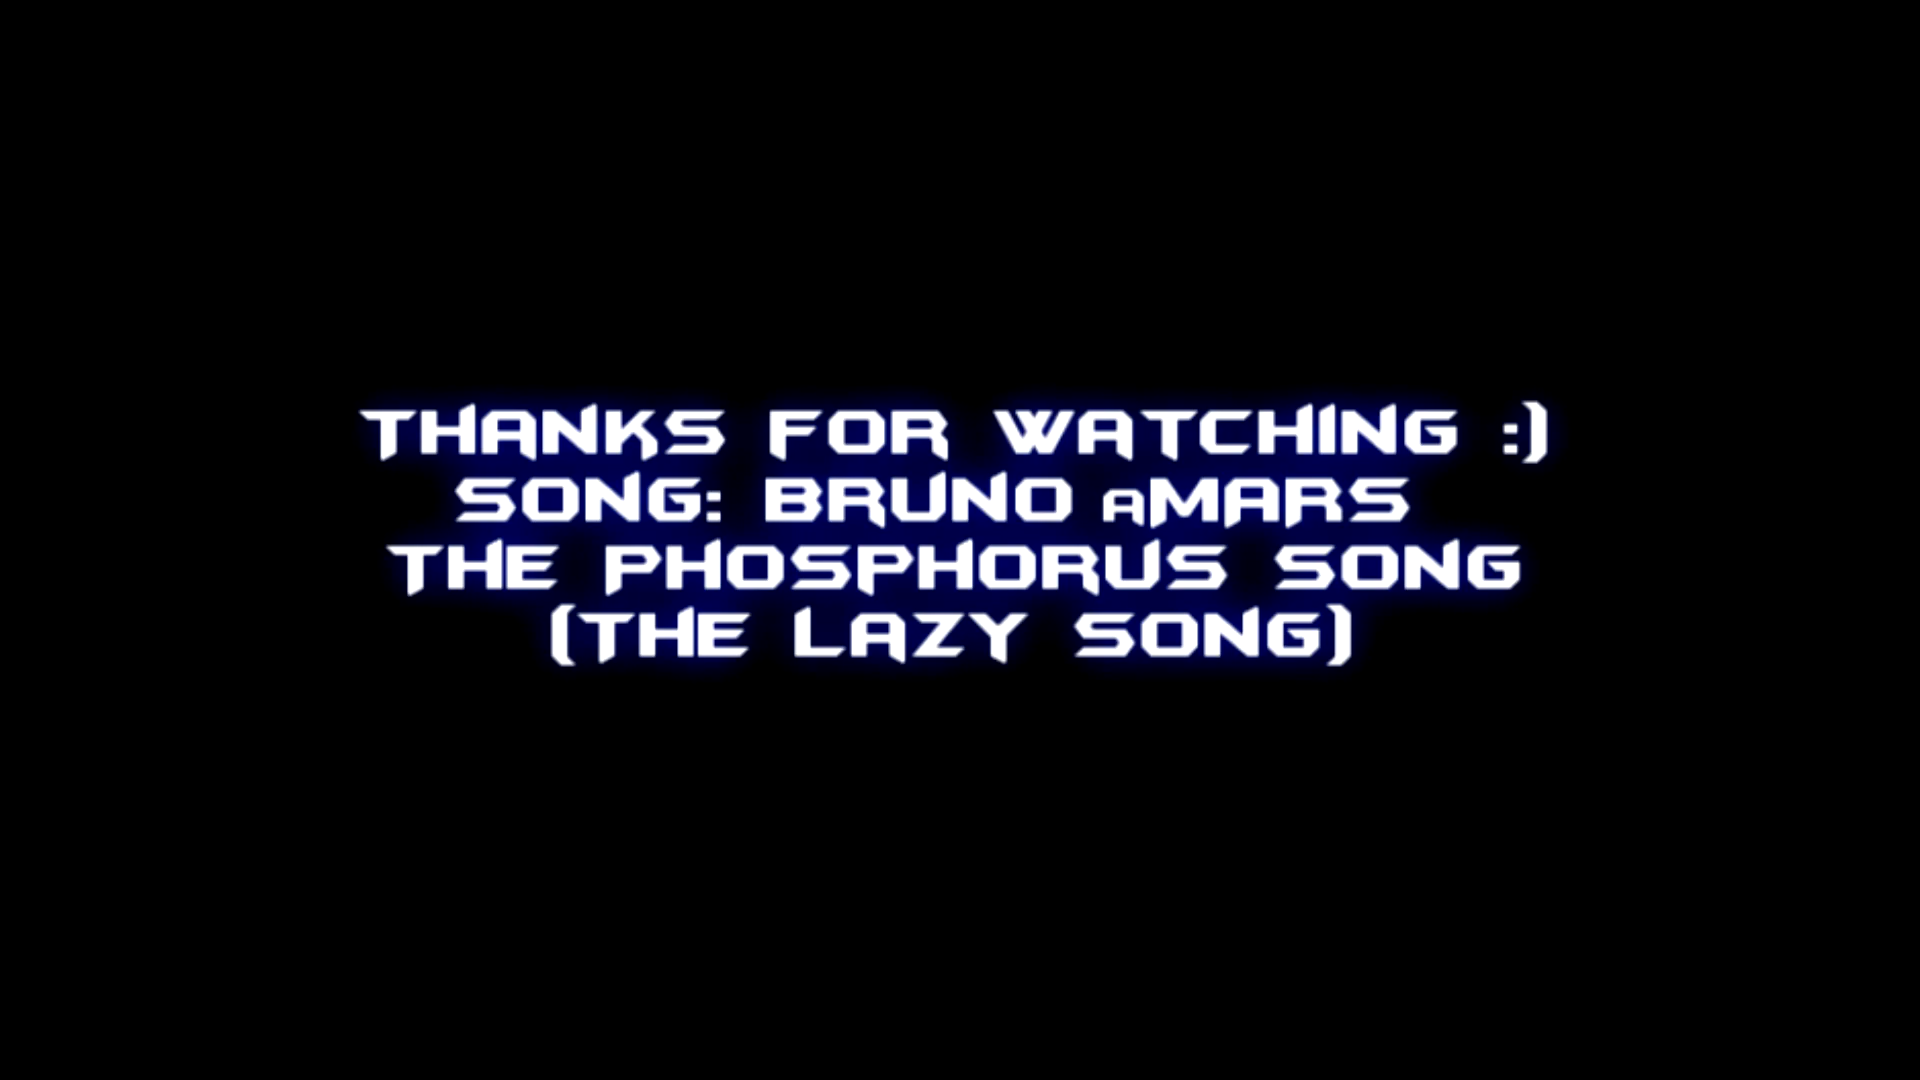 THANKS FOR WATCHING :)
SONG: BRUNO aMARS
THE PHOSPHORUS SONG
(THE LAZY SONG)